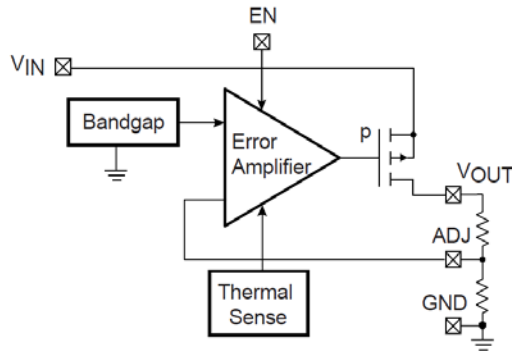 EN
VIN
Bandgap
Error
Amplifier
p
VOUT
ADJ
Thermal
Sense
GND